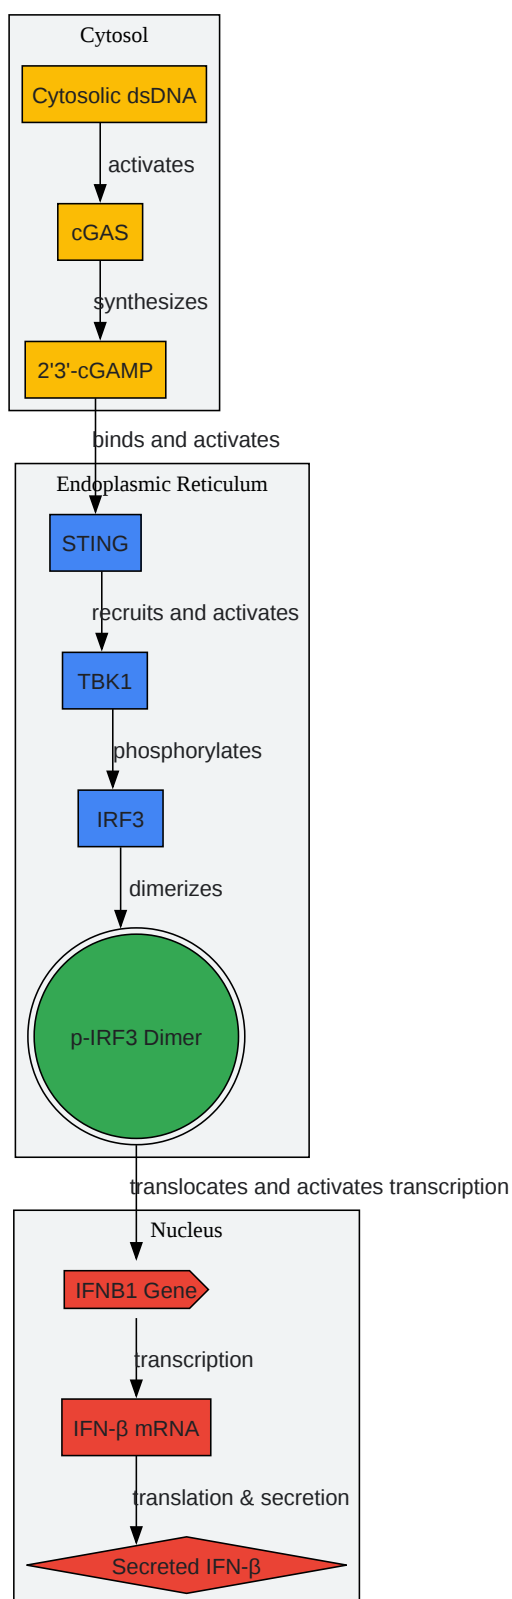 Cytosol
Cytosolic dsDNA
activates
cGAS
synthesizes
2'3'-cGAMP
binds and activates
Endoplasmic Reticulum
STING
recruits and activates
TBK1
phosphorylates
IRF3
dimerizes
p-IRF3 Dimer
translocates and activates transcription
Nucleus
IFNB1 Gene
transcription
IFN-β mRNA
translation & secretion
Secreted IFN-β